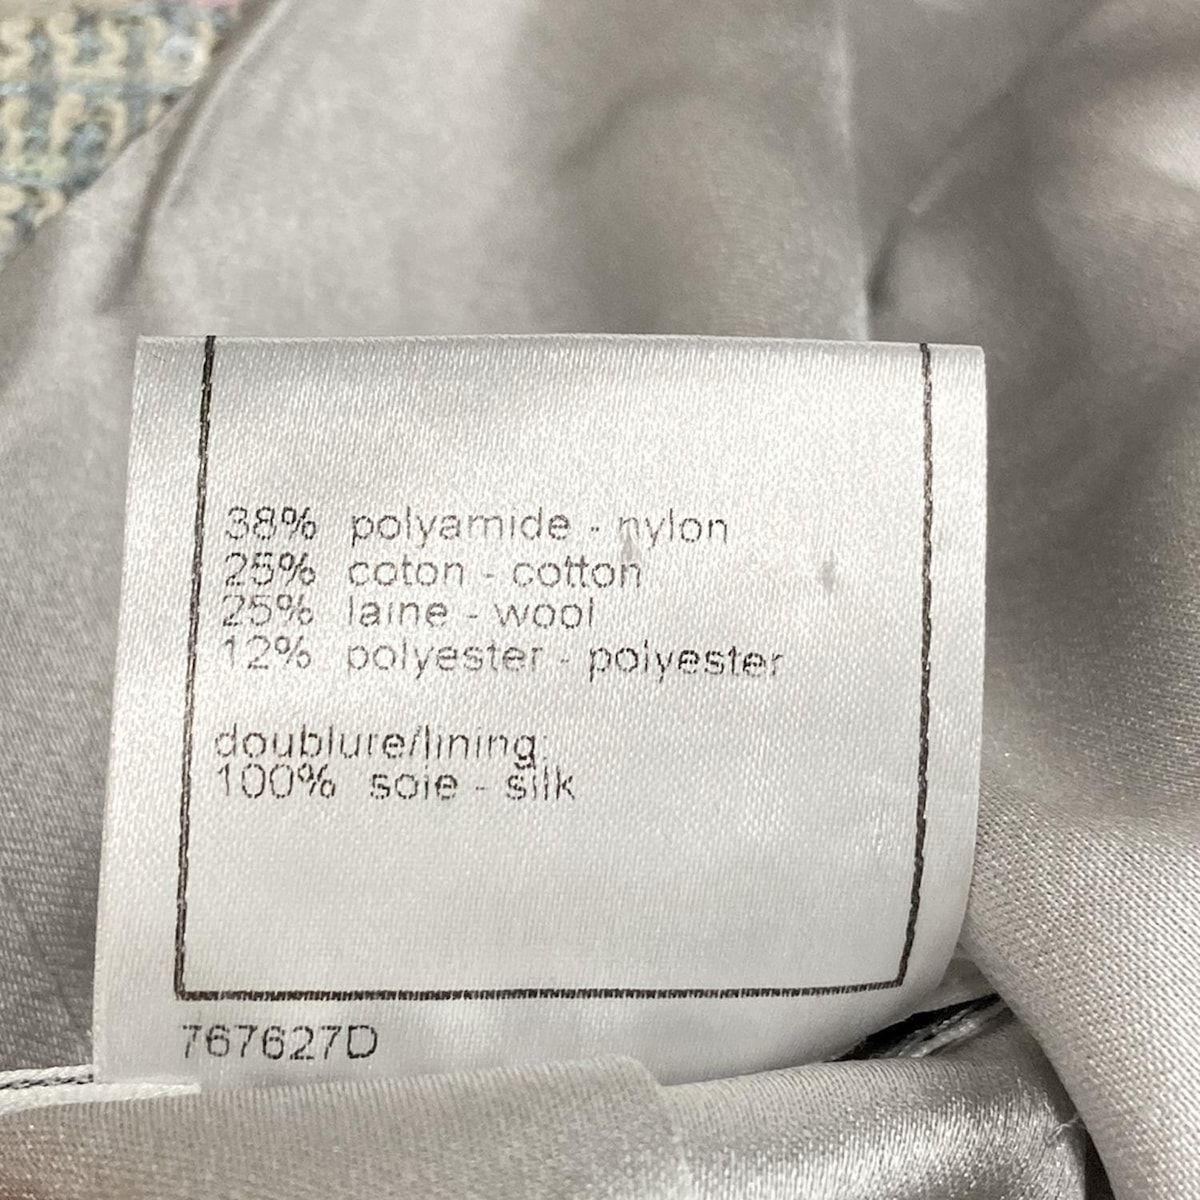 38% polyamide - nylon
25% coton - cotton
25% laine - wool
12% polyester - polyester
doublure/lining:
100% soie - silk
767627D